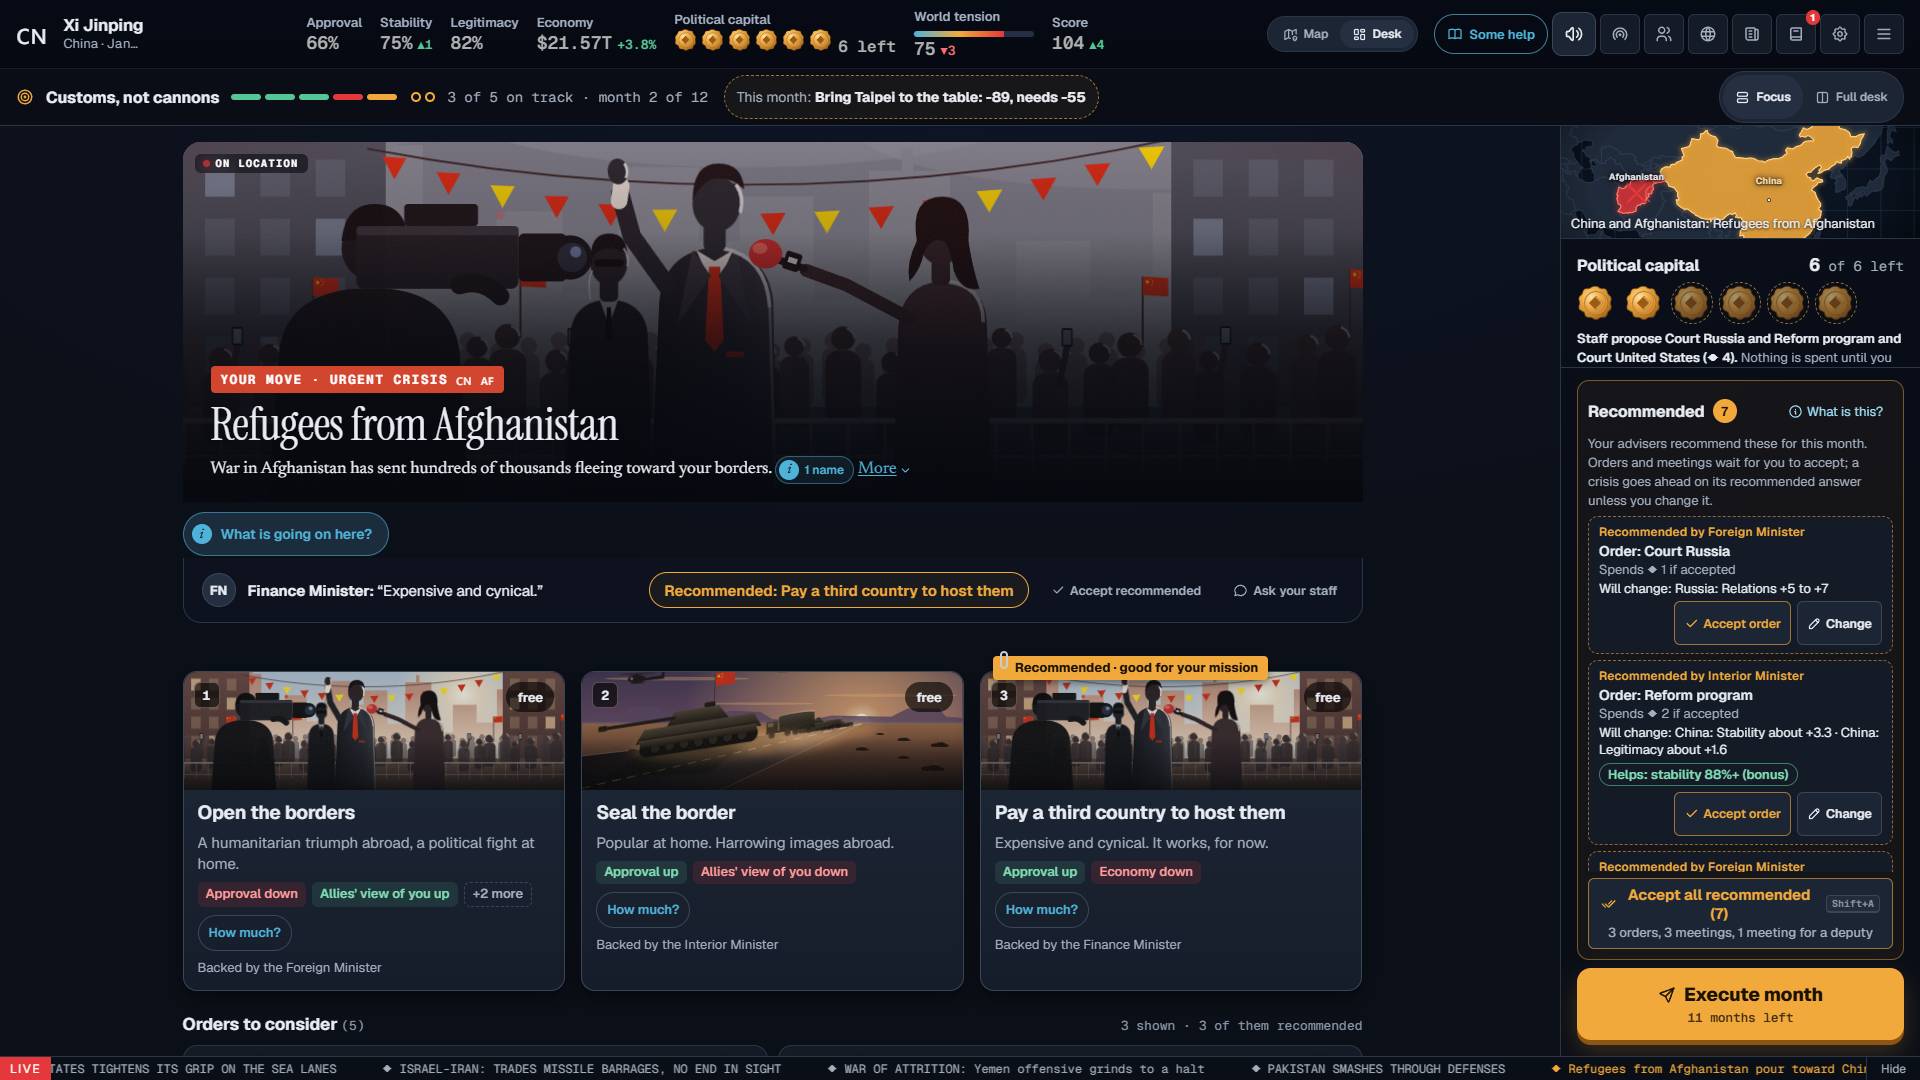 CN
Xi Jinping
China · Jan…
Approval
66%
Stability
75% ▴1
Legitimacy
82%
Economy
$21.57T +3.8%
Political capital
6 left
World tension
75 ▾3
Score
104 ▴4
Map
Desk
Some help
1
Customs, not cannons
3 of 5 on track · month 2 of 12
This month: Bring Taipei to the table: -89, needs -55
Focus
Full desk
ON LOCATION
YOUR MOVE · URGENT CRISIS CN AF
Refugees from Afghanistan
War in Afghanistan has sent hundreds of thousands fleeing toward your borders. i 1 name More
i What is going on here?
FN
Finance Minister: “Expensive and cynical.”
Recommended: Pay a third country to host them
Accept recommended
Ask your staff
1
free
Open the borders
A humanitarian triumph abroad, a political fight at
home.
Approval down
Allies' view of you up
+2 more
How much?
Backed by the Foreign Minister
2
free
Seal the border
Popular at home. Harrowing images abroad.
Approval up
Allies' view of you down
How much?
Backed by the Interior Minister
Recommended · good for your mission
3
free
Pay a third country to host them
Expensive and cynical. It works, for now.
Approval up
Economy down
How much?
Backed by the Finance Minister
Orders to consider (5)
3 shown · 3 of them recommended
Afghanistan
China
China and Afghanistan: Refugees from Afghanistan
Political capital
6 of 6 left
Staff propose Court Russia and Reform program and
Court United States (◆ 4). Nothing is spent until you
Recommended 7
What is this?
Your advisers recommend these for this month.
Orders and meetings wait for you to accept; a
crisis goes ahead on its recommended answer
unless you change it.
Recommended by Foreign Minister
Order: Court Russia
Spends ◆ 1 if accepted
Will change: Russia: Relations +5 to +7
Accept order
Change
Recommended by Interior Minister
Order: Reform program
Spends ◆ 2 if accepted
Will change: China: Stability about +3.3 · China:
Legitimacy about +1.6
Helps: stability 88%+ (bonus)
Accept order
Change
Recommended by Foreign Minister
Accept all recommended
(7)
Shift+A
3 orders, 3 meetings, 1 meeting for a deputy
Execute month
11 months left
LIVE
TATES TIGHTENS ITS GRIP ON THE SEA LANES ◆ ISRAEL-IRAN: TRADES MISSILE BARRAGES, NO END IN SIGHT ◆ WAR OF ATTRITION: Yemen offensive grinds to a halt ◆ PAKISTAN SMASHES THROUGH DEFENSES ◆ Refugees from Afghanistan pour toward Chi
Hide